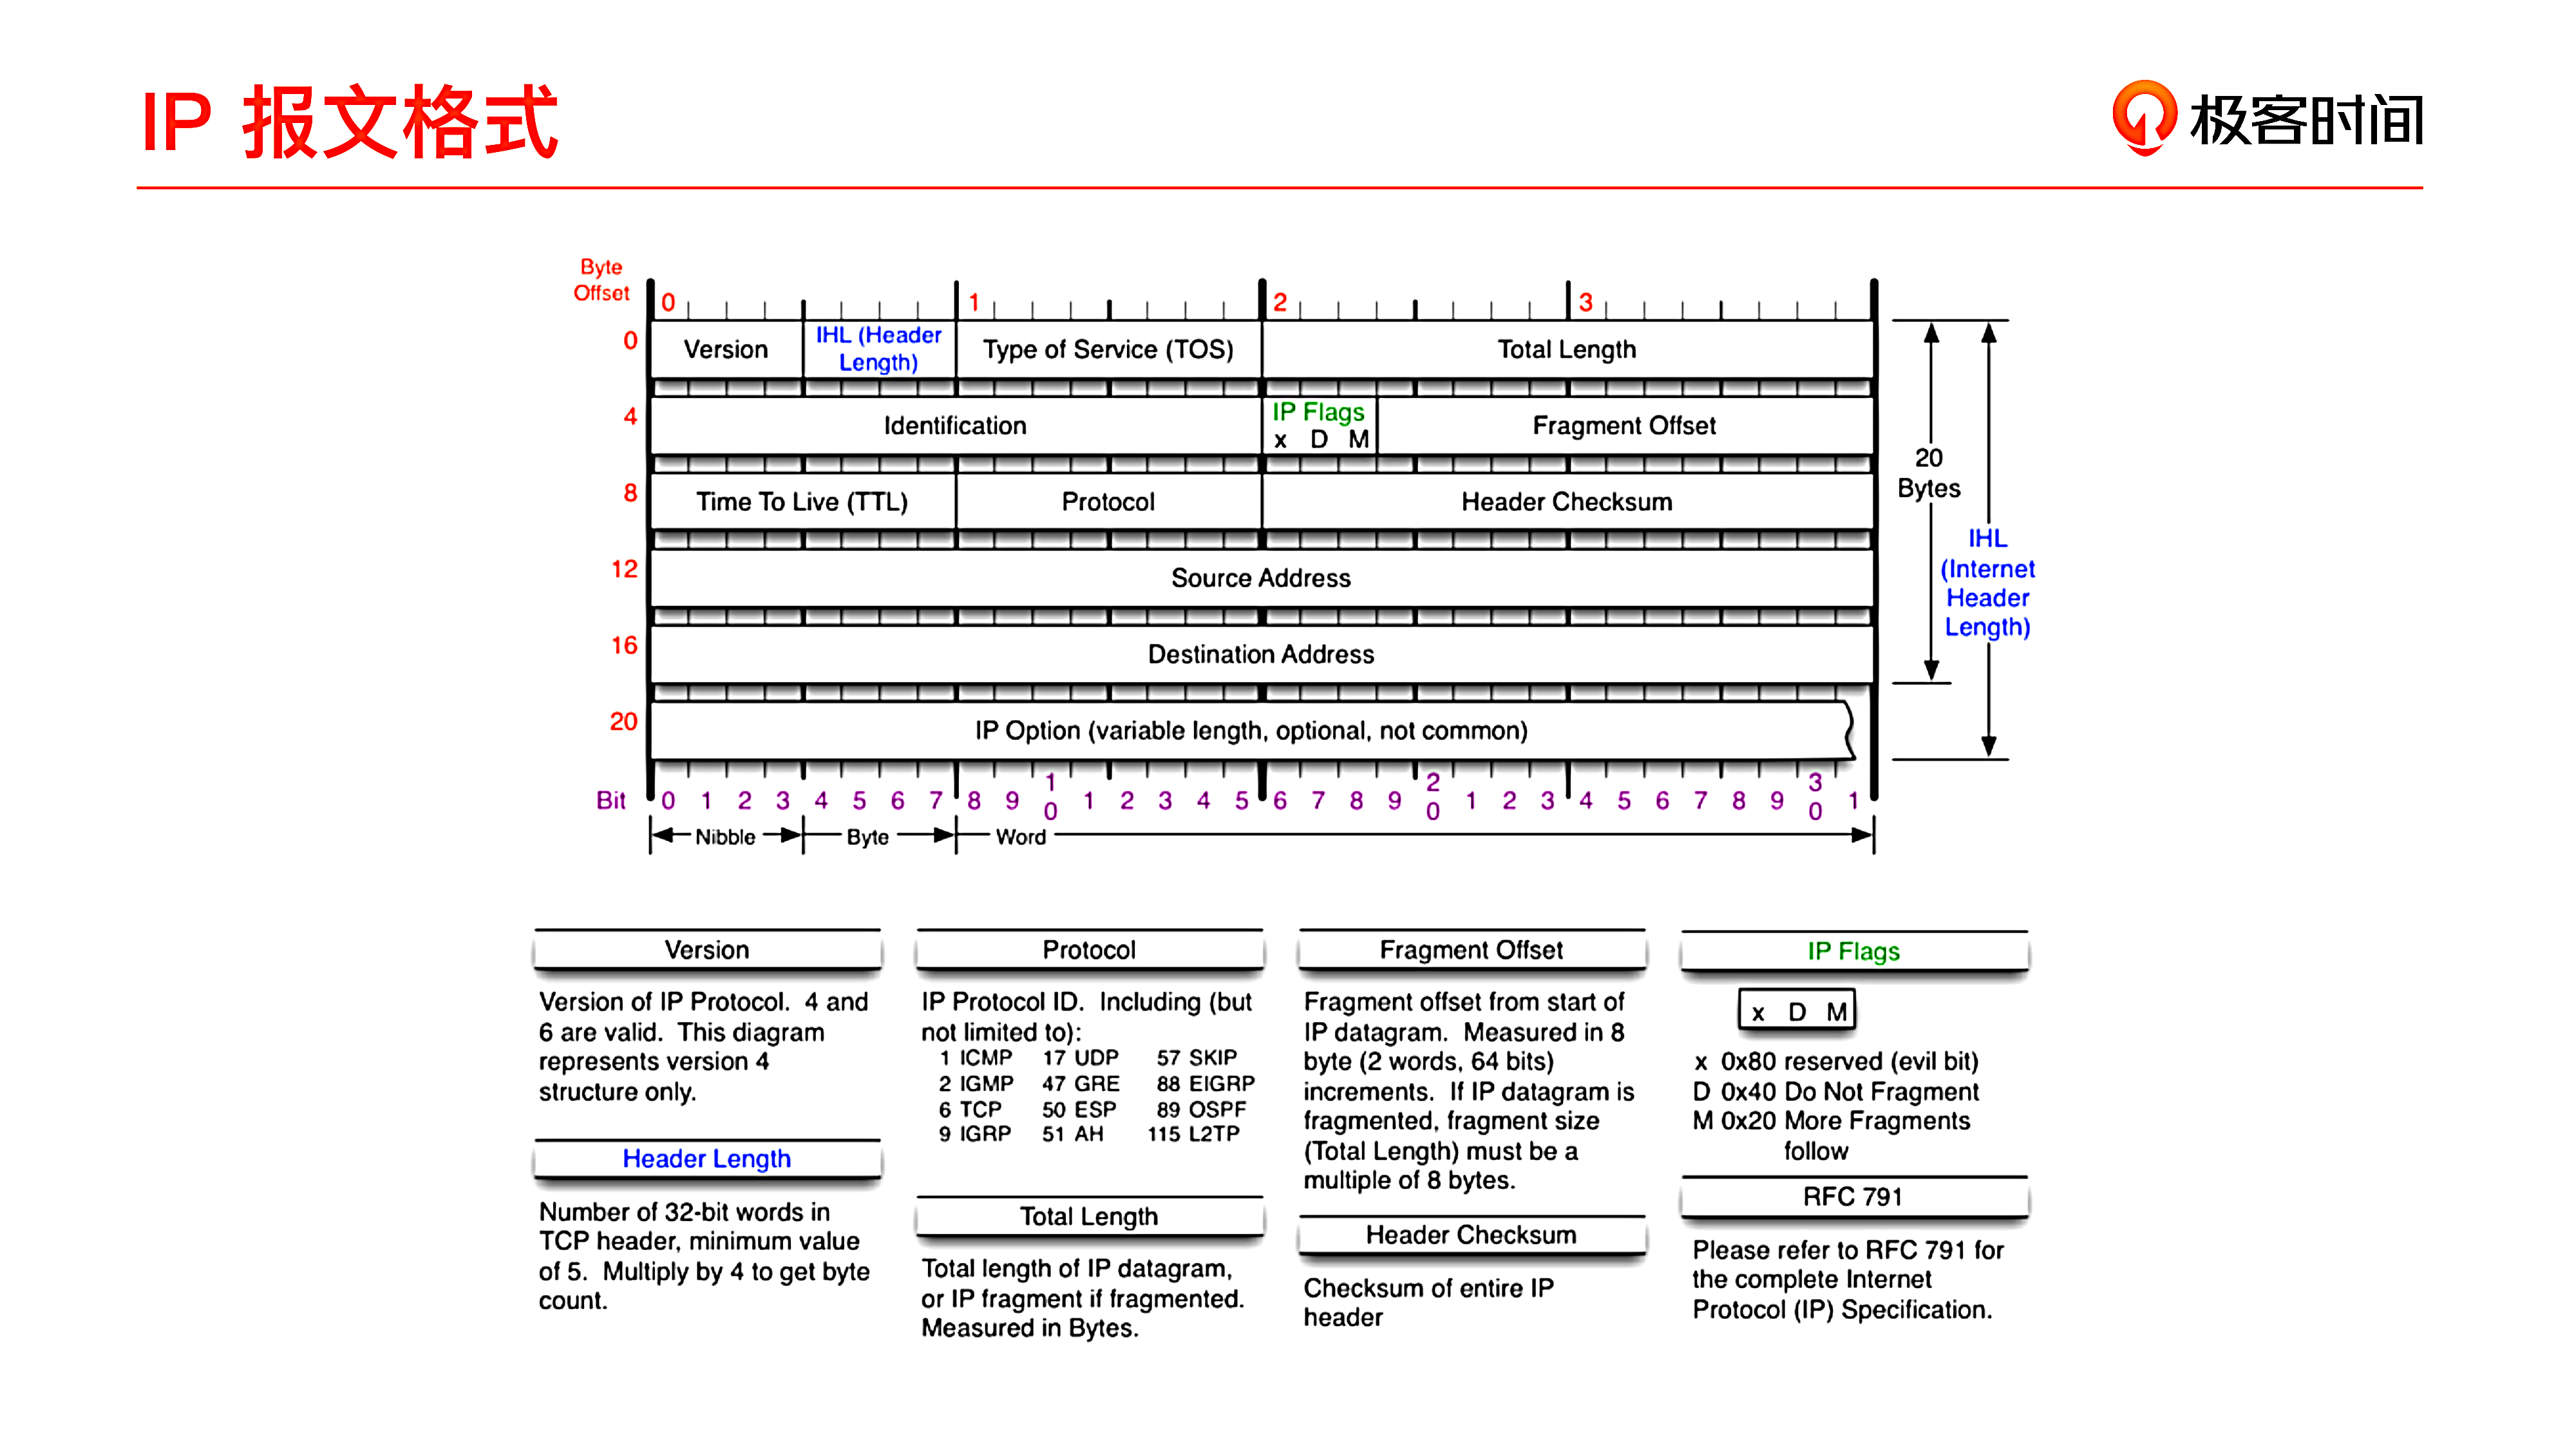 IP 报文格式
极客时间
Byte
Offset
0 1 2 3
0
Version
IHL (Header
Length)
Type of Service (TOS)
Total Length
4
Identification
IP Flags
x D M
Fragment Offset
8
Time To Live (TTL)
Protocol
Header Checksum
12
Source Address
16
Destination Address
20
IP Option (variable length, optional, not common)
20
Bytes
IHL
(Internet
Header
Length)
Bit 0 1 2 3 4 5 6 7 8 9 10 1 2 3 4 5 6 7 8 9 20 1 2 3 4 5 6 7 8 9 30 1
Nibble Byte Word
Version
Version of IP Protocol. 4 and
6 are valid. This diagram
represents version 4
structure only.
Header Length
Number of 32-bit words in
TCP header, minimum value
of 5. Multiply by 4 to get byte
count.
Protocol
IP Protocol ID. Including (but
not limited to):
1 ICMP 17 UDP 57 SKIP
2 IGMP 47 GRE 88 EIGRP
6 TCP 50 ESP 89 OSPF
9 IGRP 51 AH 115 L2TP
Total Length
Total length of IP datagram,
or IP fragment if fragmented.
Measured in Bytes.
Fragment Offset
Fragment offset from start of
IP datagram. Measured in 8
byte (2 words, 64 bits)
increments. If IP datagram is
fragmented, fragment size
(Total Length) must be a
multiple of 8 bytes.
Header Checksum
Checksum of entire IP
header
IP Flags
x D M
x 0x80 reserved (evil bit)
D 0x40 Do Not Fragment
M 0x20 More Fragments
follow
RFC 791
Please refer to RFC 791 for
the complete Internet
Protocol (IP) Specification.